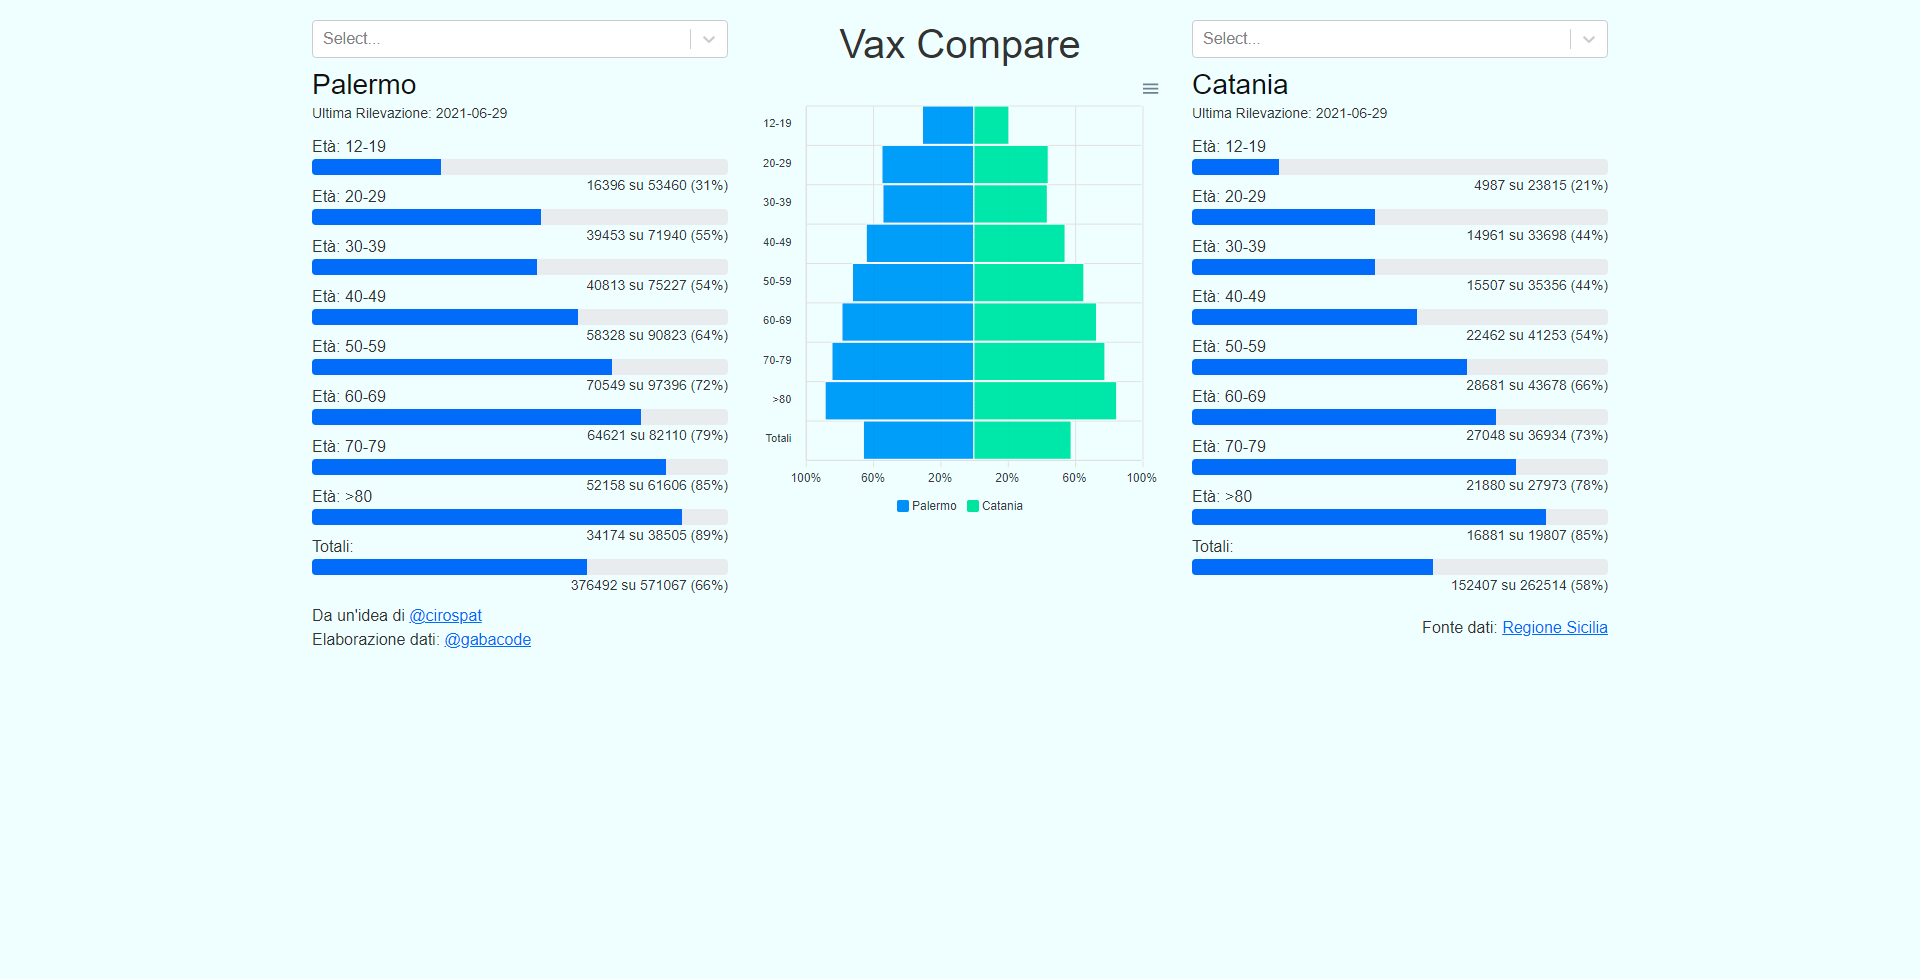 Select...
Palermo
Ultima Rilevazione: 2021-06-29
Età: 12-19
16396 su 53460 (31%)
Età: 20-29
39453 su 71940 (55%)
Età: 30-39
40813 su 75227 (54%)
Età: 40-49
58328 su 90823 (64%)
Età: 50-59
70549 su 97396 (72%)
Età: 60-69
64621 su 82110 (79%)
Età: 70-79
52158 su 61606 (85%)
Età: >80
34174 su 38505 (89%)
Totali:
376492 su 571067 (66%)
Da un'idea di @cirospat
Elaborazione dati: @gabacode
Vax Compare
12-19
20-29
30-39
40-49
50-59
60-69
70-79
>80
Totali
100% 60% 20% 20% 60% 100%
Palermo Catania
Select...
Catania
Ultima Rilevazione: 2021-06-29
Età: 12-19
4987 su 23815 (21%)
Età: 20-29
14961 su 33698 (44%)
Età: 30-39
15507 su 35356 (44%)
Età: 40-49
22462 su 41253 (54%)
Età: 50-59
28681 su 43678 (66%)
Età: 60-69
27048 su 36934 (73%)
Età: 70-79
21880 su 27973 (78%)
Età: >80
16881 su 19807 (85%)
Totali:
152407 su 262514 (58%)
Fonte dati: Regione Sicilia